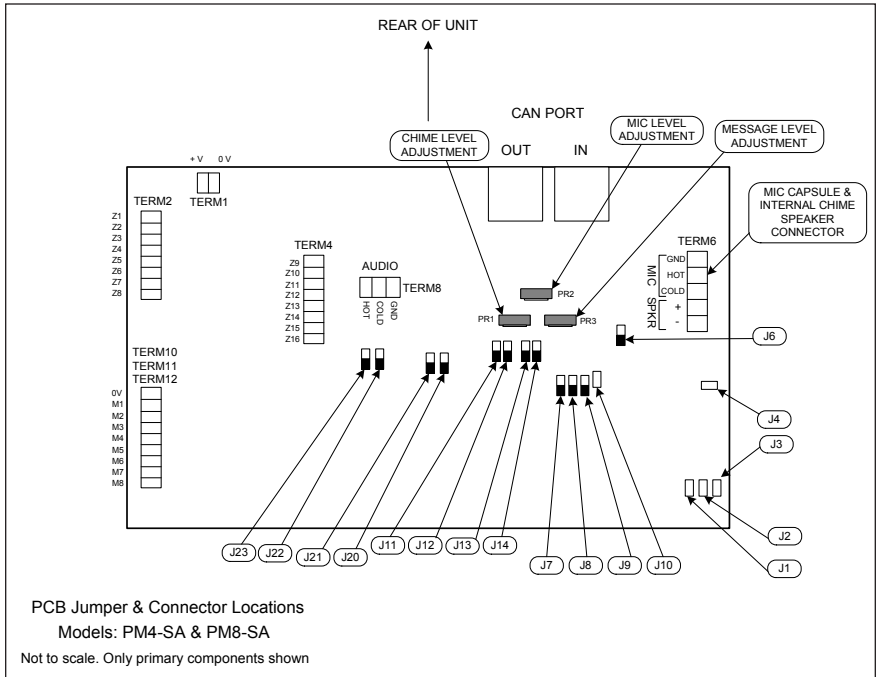 REAR OF UNIT
CAN PORT
OUT IN
CHIME LEVEL
ADJUSTMENT
MIC LEVEL
ADJUSTMENT
MESSAGE LEVEL
ADJUSTMENT
MIC CAPSULE &
INTERNAL CHIME
SPEAKER
CONNECTOR
+ V 0 V
TERM1
TERM2
Z1
Z2
Z3
Z4
Z5
Z6
Z7
Z8
TERM4
Z9
Z10
Z11
Z12
Z13
Z14
Z15
Z16
AUDIO
TERM8
HOT
COLD
GND
PR2
PR1
PR3
TERM6
MIC
GND
HOT
COLD
SPKR
+
-
J6
J4
J3
J2
J1
TERM10
TERM11
TERM12
0V
M1
M2
M3
M4
M5
M6
M7
M8
J23
J22
J21
J20
J11
J12
J13
J14
J7
J8
J9
J10
PCB Jumper & Connector Locations
Models: PM4-SA & PM8-SA
Not to scale. Only primary components shown